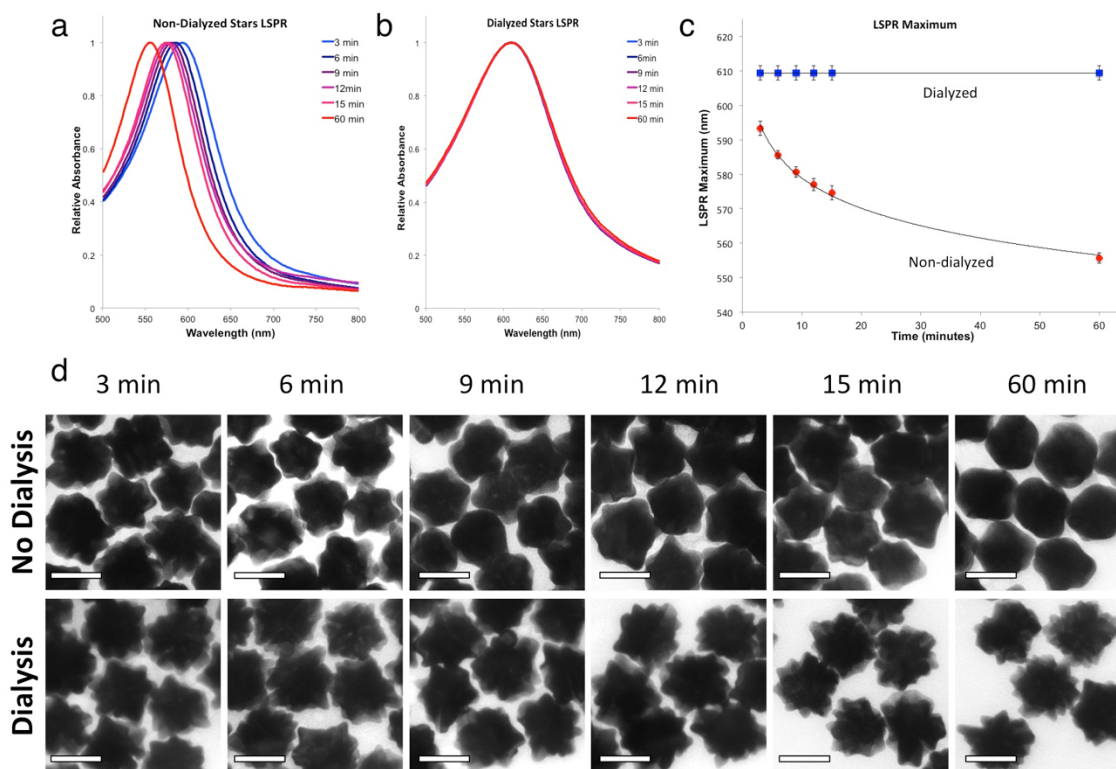 a
Non-Dialyzed Stars LSPR
Relative Absorbance
1
0.8
0.6
0.4
0.2
0
500
550
600
650
700
750
800
Wavelength (nm)
3 min
6 min
9 min
12min
15 min
60 min
b
Dialyzed Stars LSPR
Relative Absorbance
1
0.8
0.6
0.4
0.2
0
500
550
600
650
700
750
800
Wavelength (nm)
3 min
6min
9 min
12 min
15 min
60 min
c
LSPR Maximum
LSPR Maximum (nm)
620
610
600
590
580
570
560
550
540
0
10
20
30
40
50
60
Time (minutes)
Dialyzed
Non-dialyzed
d
3 min
6 min
9 min
12 min
15 min
60 min
No Dialysis
Dialysis